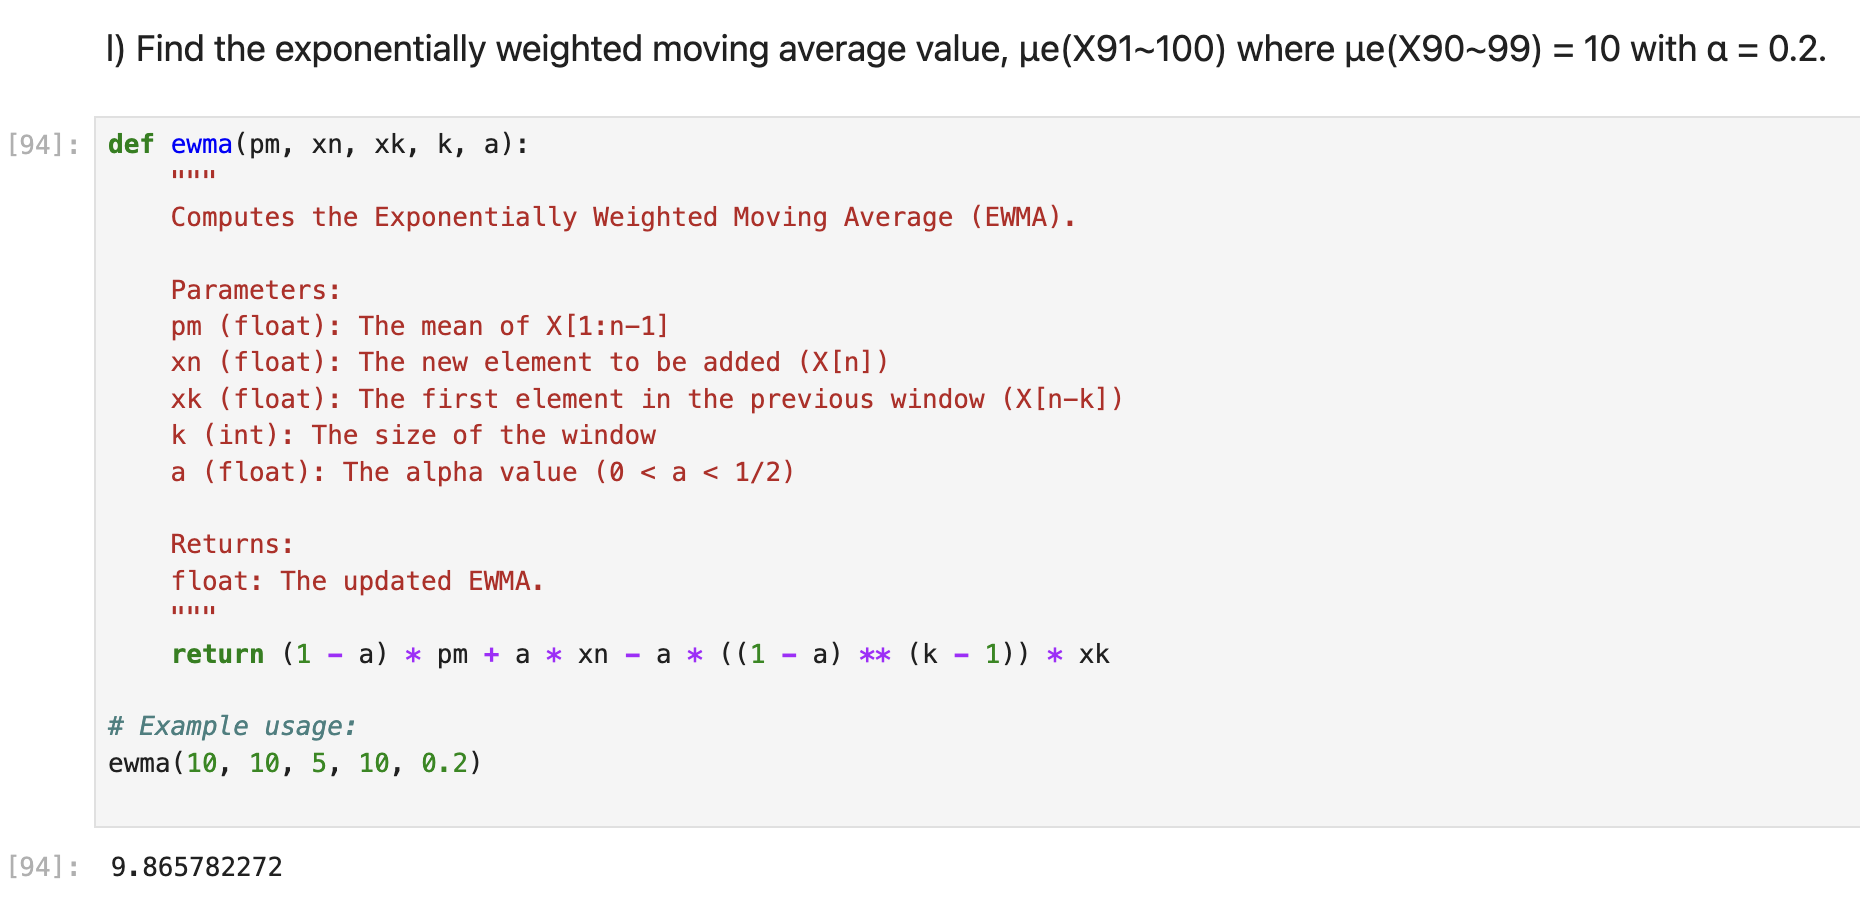 l) Find the exponentially weighted moving average value, μe(X91~100) where μe(X90~99) = 10 with α = 0.2.
[94]:
def ewma(pm, xn, xk, k, a):
    """
    Computes the Exponentially Weighted Moving Average (EWMA).

    Parameters:
    pm (float): The mean of X[1:n-1]
    xn (float): The new element to be added (X[n])
    xk (float): The first element in the previous window (X[n-k])
    k (int): The size of the window
    a (float): The alpha value (0 < a < 1/2)

    Returns:
    float: The updated EWMA.
    """
    return (1 - a) * pm + a * xn - a * ((1 - a) ** (k - 1)) * xk

# Example usage:
ewma(10, 10, 5, 10, 0.2)
[94]: 9.865782272